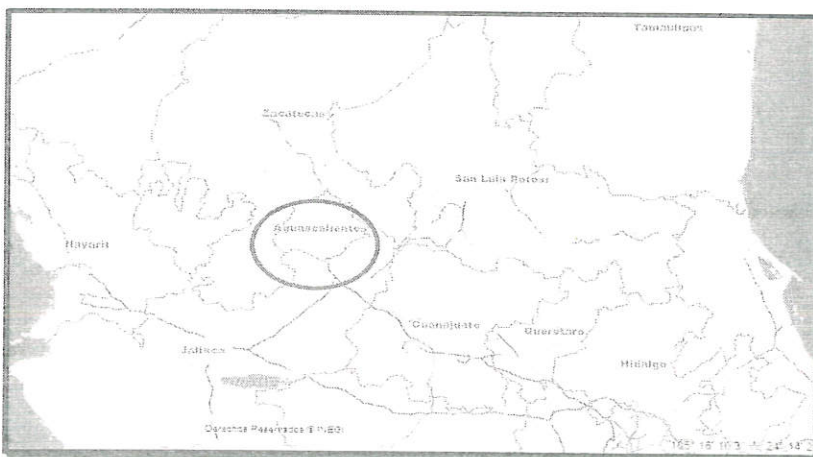 Tamaulipas
Zacatecas
San Luis Potosí
Aguascalientes
Nayarit
Guanajuato
Querétaro
Jalisco
Hidalgo
Derechos Reservados © INEGI